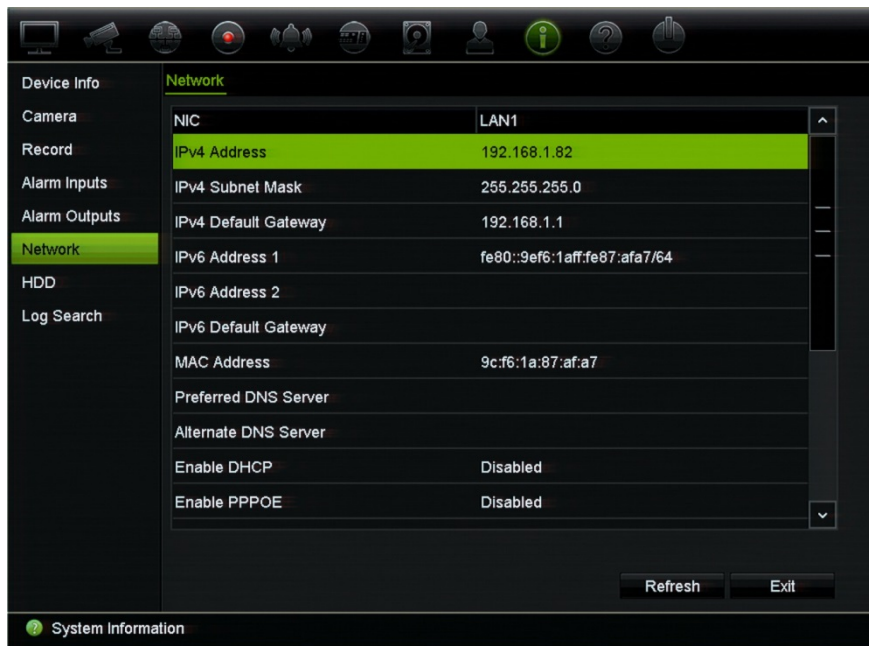 Device Info
Camera
Record
Alarm Inputs
Alarm Outputs
Network
HDD
Log Search
Network
NIC LAN1
IPv4 Address 192.168.1.82
IPv4 Subnet Mask 255.255.255.0
IPv4 Default Gateway 192.168.1.1
IPv6 Address 1 fe80::9ef6:1aff:fe87:afa7/64
IPv6 Address 2
IPv6 Default Gateway
MAC Address 9c:f6:1a:87:af:a7
Preferred DNS Server
Alternate DNS Server
Enable DHCP Disabled
Enable PPPOE Disabled
Refresh Exit
System Information